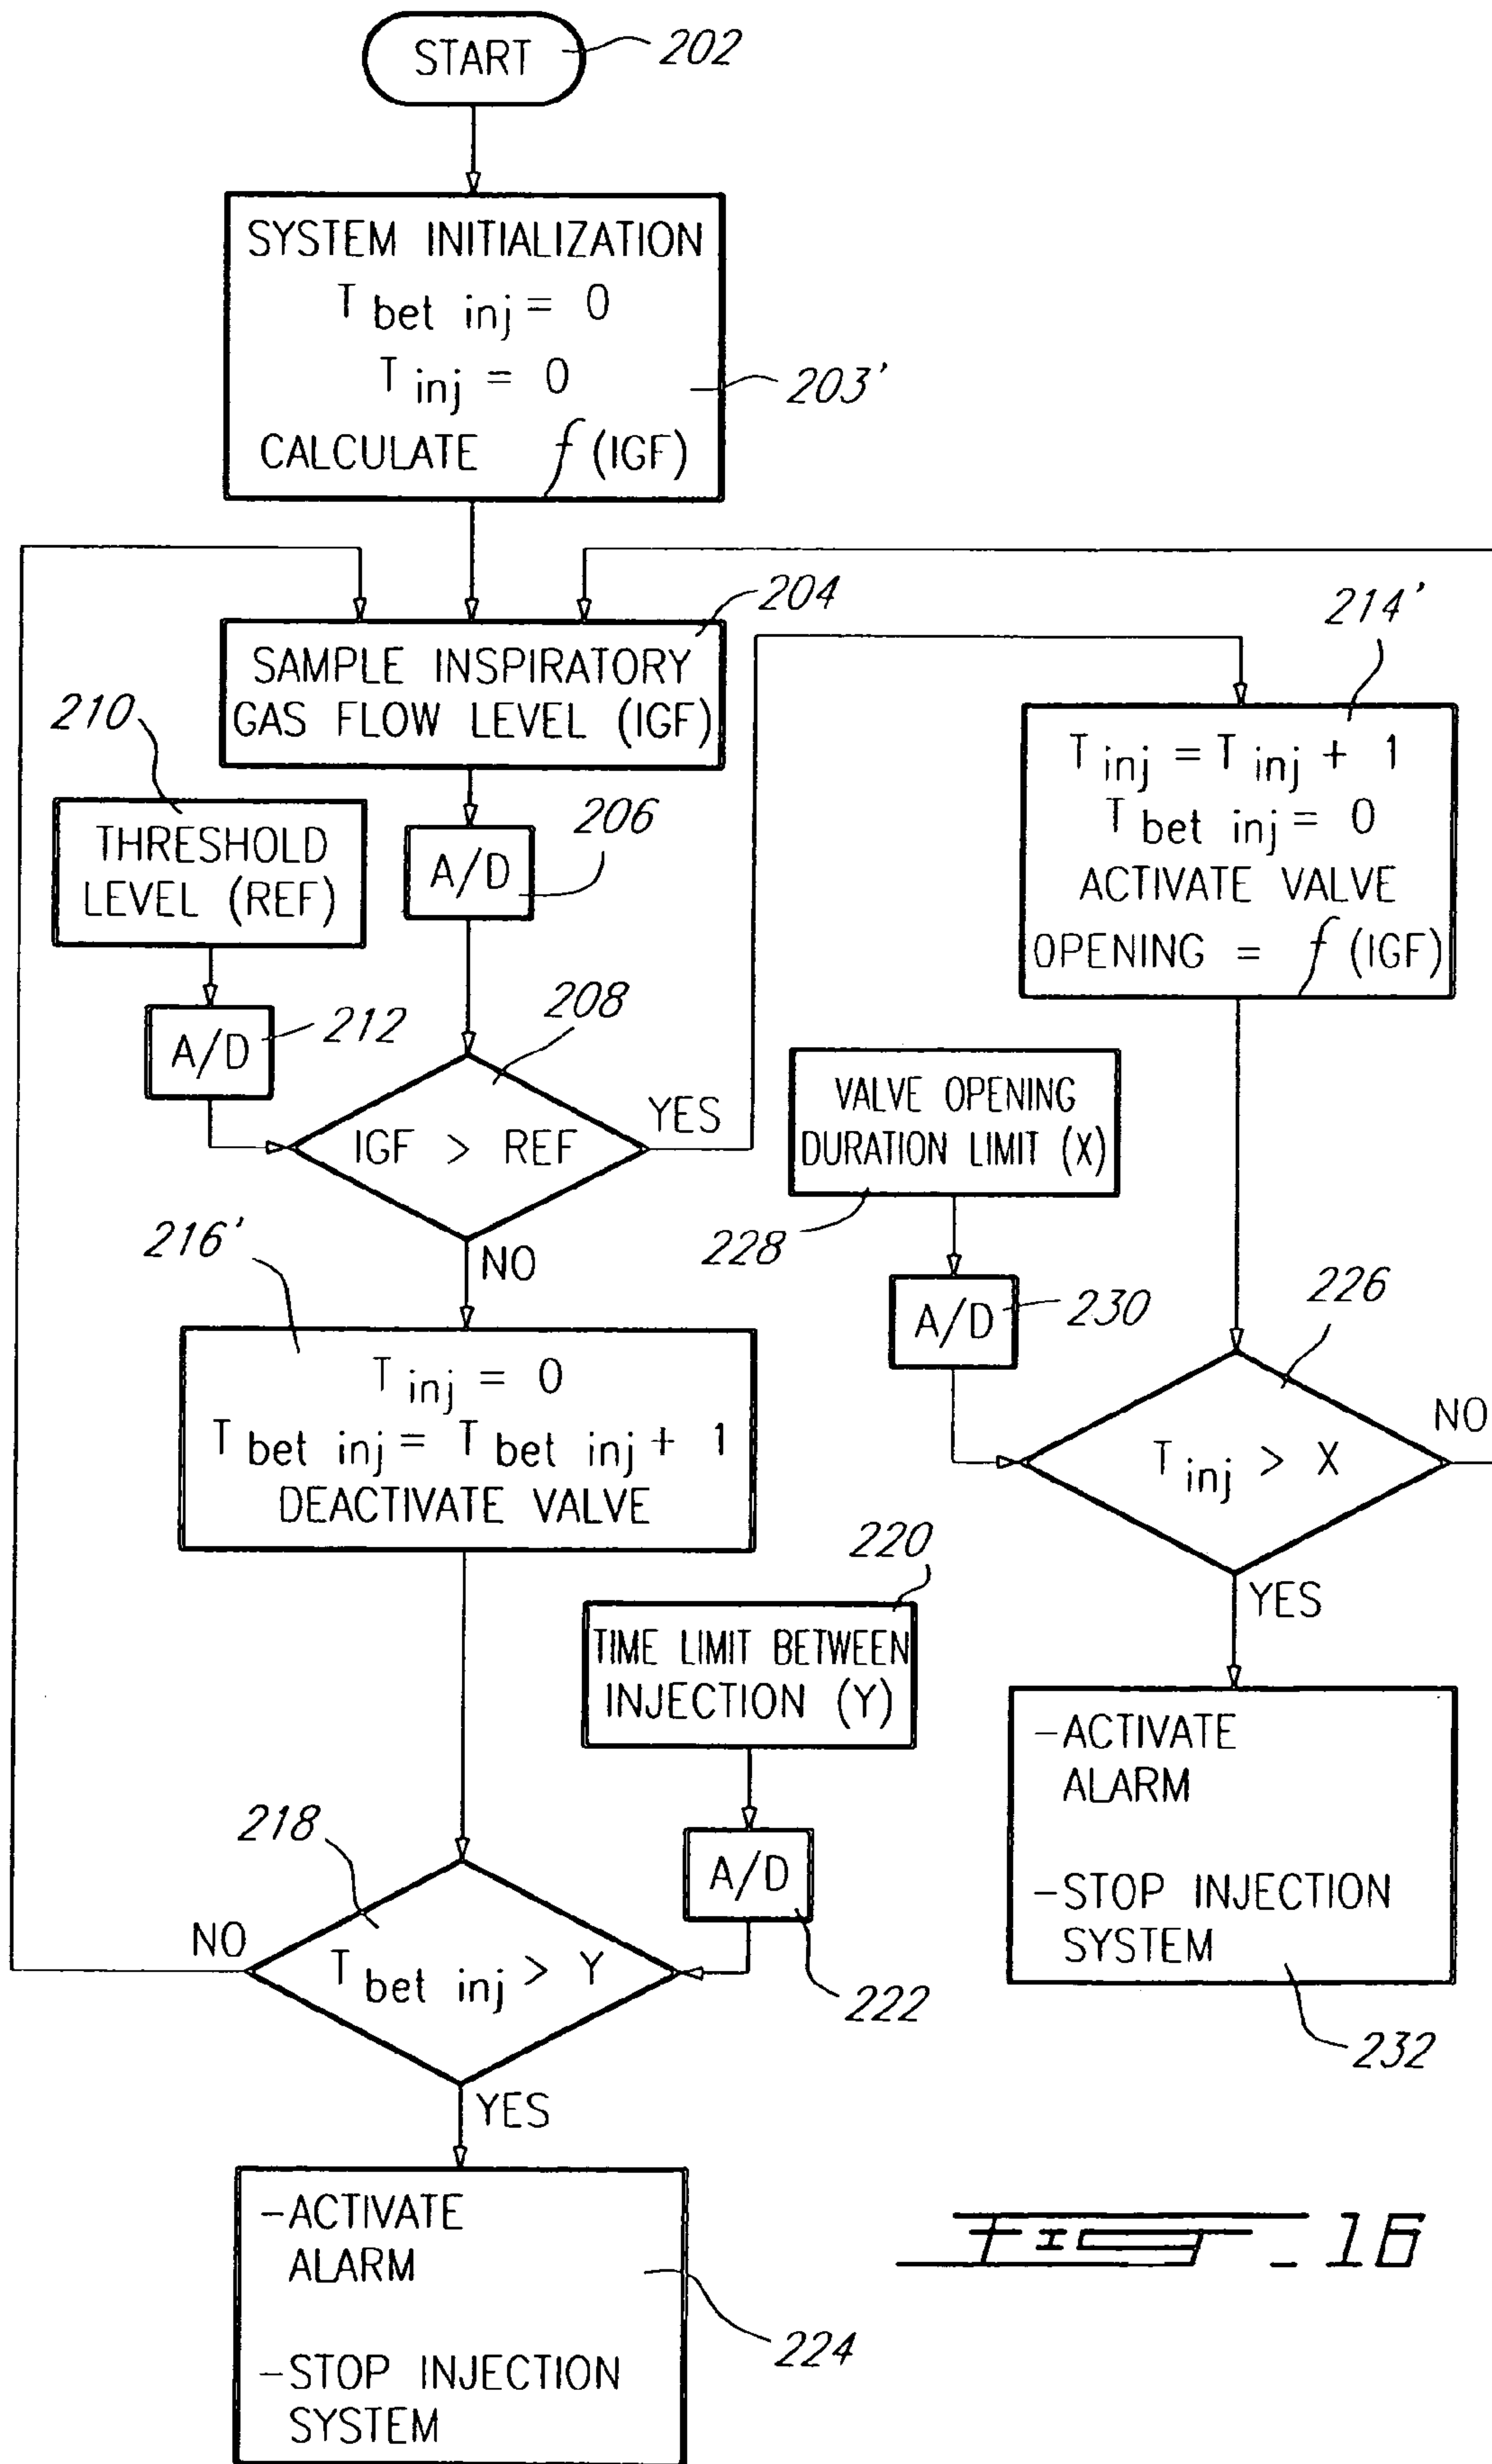 START
202
SYSTEM INITIALIZATION
T bet inj = 0
T inj = 0
CALCULATE f (IGF)
203'
204
SAMPLE INSPIRATORY
GAS FLOW LEVEL (IGF)
210
THRESHOLD
LEVEL (REF)
206
A/D
A/D
212
208
IGF > REF
YES
NO
214'
T inj = T inj + 1
T bet inj = 0
ACTIVATE VALVE
OPENING = f (IGF)
VALVE OPENING
DURATION LIMIT (X)
228
A/D
230
226
T inj > X
NO
YES
216'
T inj = 0
T bet inj = T bet inj + 1
DEACTIVATE VALVE
220
TIME LIMIT BETWEEN
INJECTION (Y)
A/D
222
218
T bet inj > Y
NO
YES
-ACTIVATE
ALARM
-STOP INJECTION
SYSTEM
232
-ACTIVATE
ALARM
-STOP INJECTION
SYSTEM
224
Fig-16